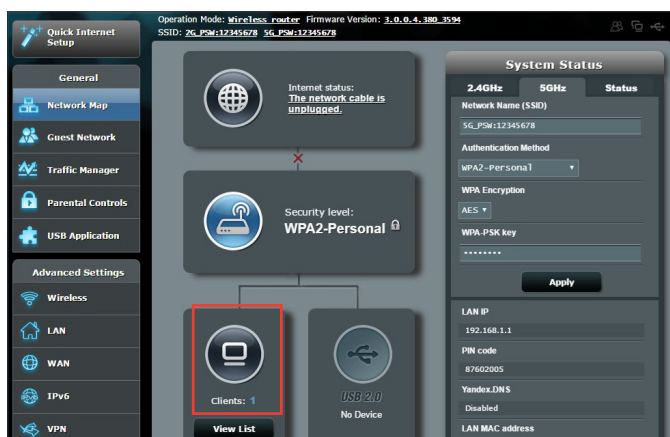 Quick Internet
Setup
Operation Mode: Wireless router Firmware Version: 3.0.0.4.380_3594
SSID: 2G_PSW:12345678 5G_PSW:12345678
General
Network Map
Guest Network
Traffic Manager
Parental Controls
USB Application
Advanced Settings
Wireless
LAN
WAN
IPv6
VPN
Internet status:
The network cable is
unplugged.
Security level:
WPA2-Personal
Clients: 1
View List
USB 2.0
No Device
System Status
2.4GHz 5GHz Status
Network Name (SSID)
5G_PSW:12345678
Authentication Method
WPA2-Personal
WPA Encryption
AES
WPA-PSK key
••••••••
Apply
LAN IP
192.168.1.1
PIN code
87602005
Yandex.DNS
Disabled
LAN MAC address